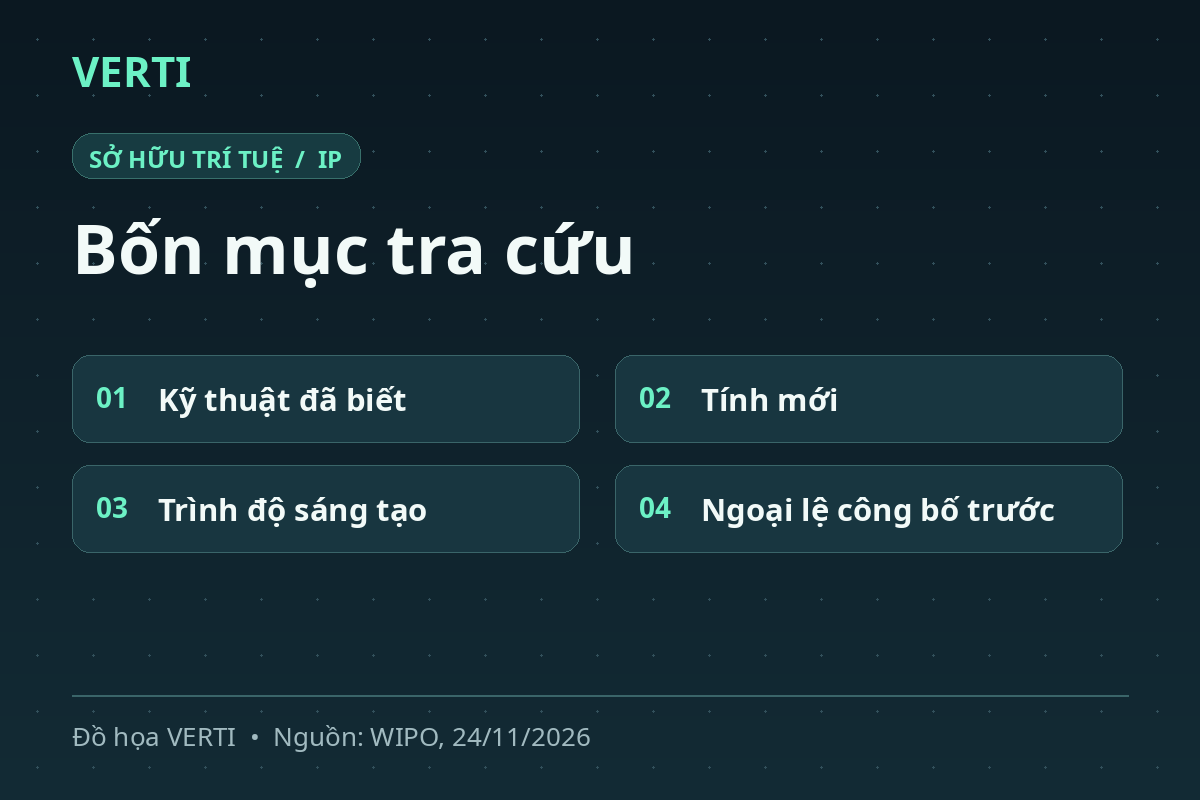 VERTI
SỞ HỮU TRÍ TUỆ / IP
Bốn mục tra cứu
01 Kỹ thuật đã biết
02 Tính mới
03 Trình độ sáng tạo
04 Ngoại lệ công bố trước
Đồ họa VERTI • Nguồn: WIPO, 24/11/2026